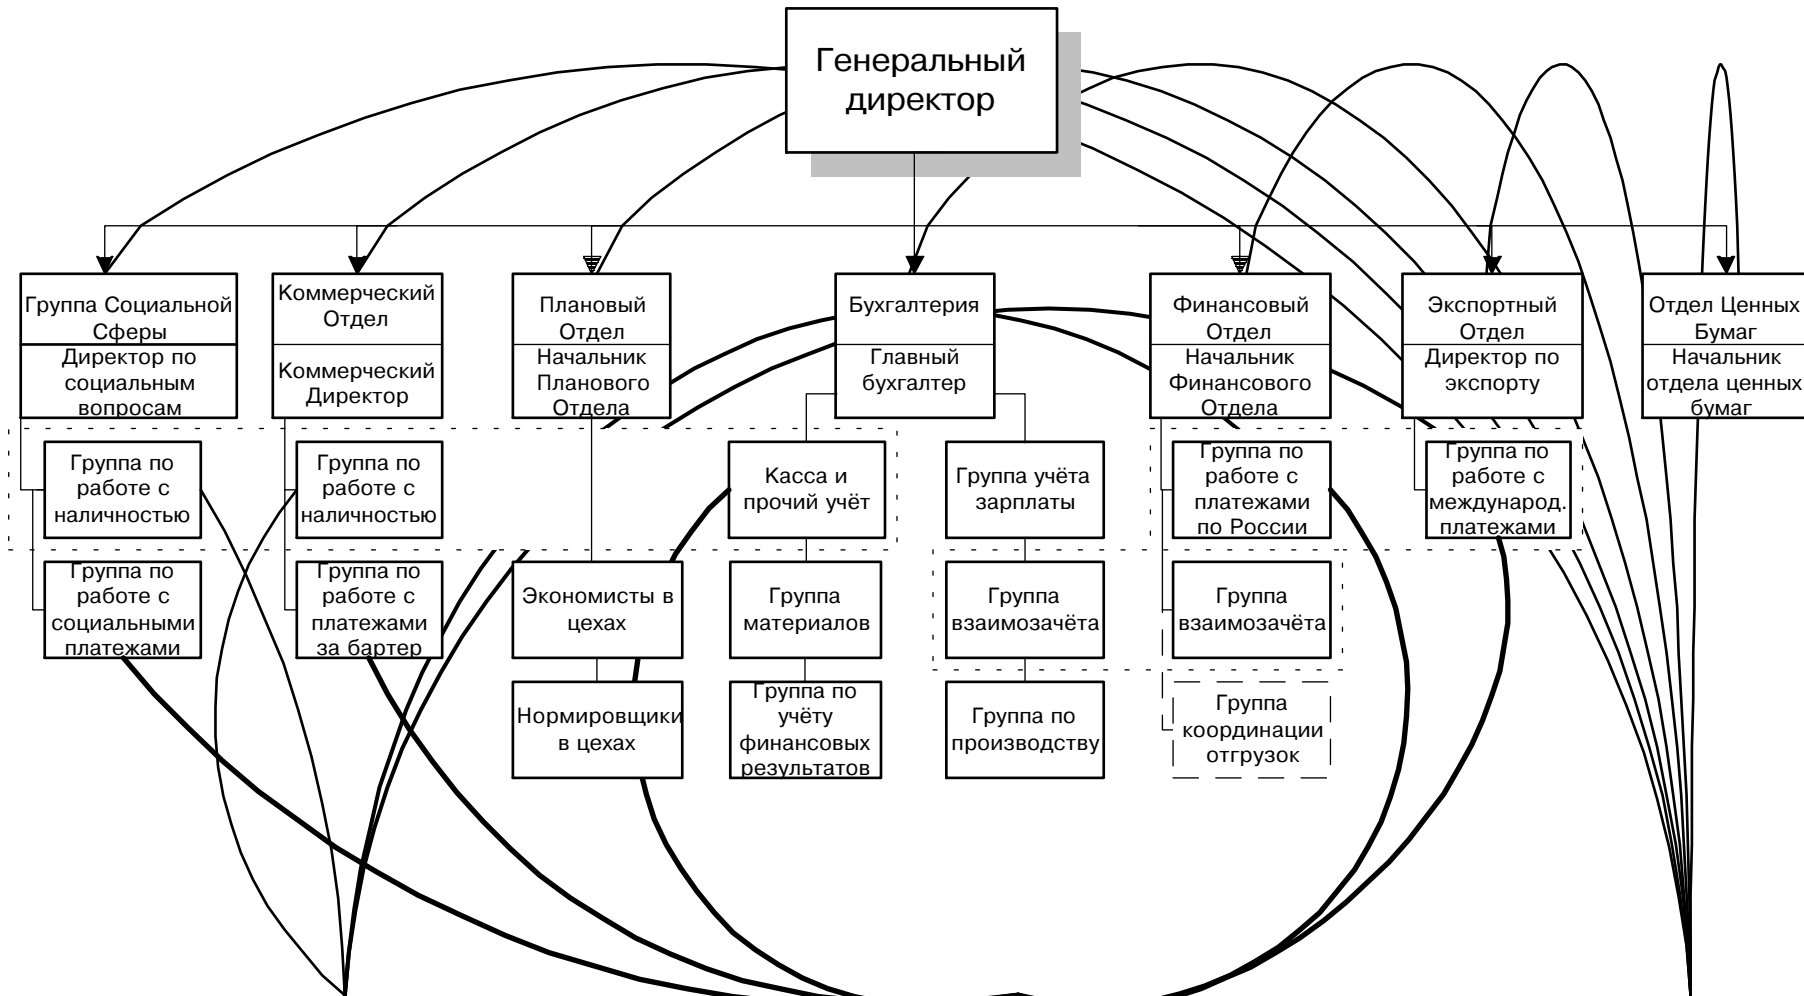 Генеральный
директор
Группа Социальной
Сферы
Директор по
социальным
вопросам
Коммерческий
Отдел
Коммерческий
Директор
Плановый
Отдел
Начальник
Планового
Отдела
Бухгалтерия
Главный
бухгалтер
Финансовый
Отдел
Начальник
Финансового
Отдела
Экспортный
Отдел
Директор по
экспорту
Отдел Ценных
Бумаг
Начальник
отдела ценных
бумаг
Группа по
работе с
наличностью
Группа по
работе с
наличностью
Касса и
прочий учёт
Группа учёта
зарплаты
Группа по
работе с
платежами
по России
Группа по
работе с
международ.
платежами
Группа по
работе с
социальными
платежами
Группа по
работе с
платежами
за бартер
Экономисты в
цехах
Группа
материалов
Группа
взаимозачёта
Группа
взаимозачёта
Нормировщики
в цехах
Группа по
учёту
финансовых
результатов
Группа по
производству
Группа
координации
отгрузок